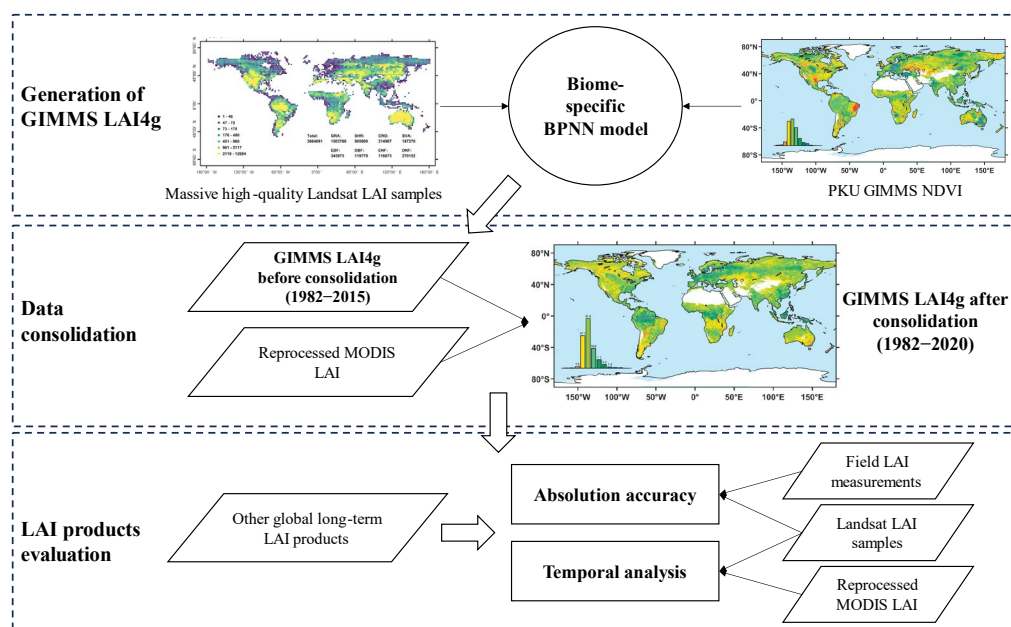 Generation of
GIMMS LAI4g
Biome-
specific
BPNN model
Massive high-quality Landsat LAI samples
80°N
40°N
0°
40°S
80°S
150°W
100°W
50°W
0°
50°E
100°E
150°E
PKU GIMMS NDVI
Data
consolidation
GIMMS LAI4g
before consolidation
(1982−2015)
Reprocessed MODIS
LAI
80°N
40°N
0°
40°S
80°S
150°W
100°W
50°W
0°
50°E
100°E
150°E
GIMMS LAI4g after
consolidation
(1982−2020)
LAI products
evaluation
Other global long-term
LAI products
Absolution accuracy
Temporal analysis
Field LAI
measurements
Landsat LAI
samples
Reprocessed
MODIS LAI